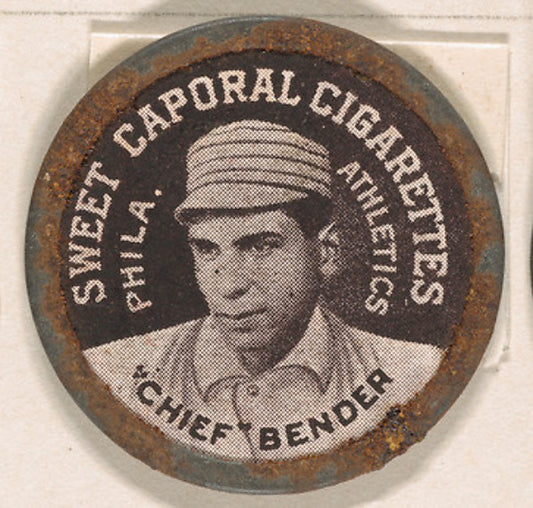 SWEET CAPORAL CIGARETTES
PHILA.
ATHLETICS
"CHIEF" BENDER